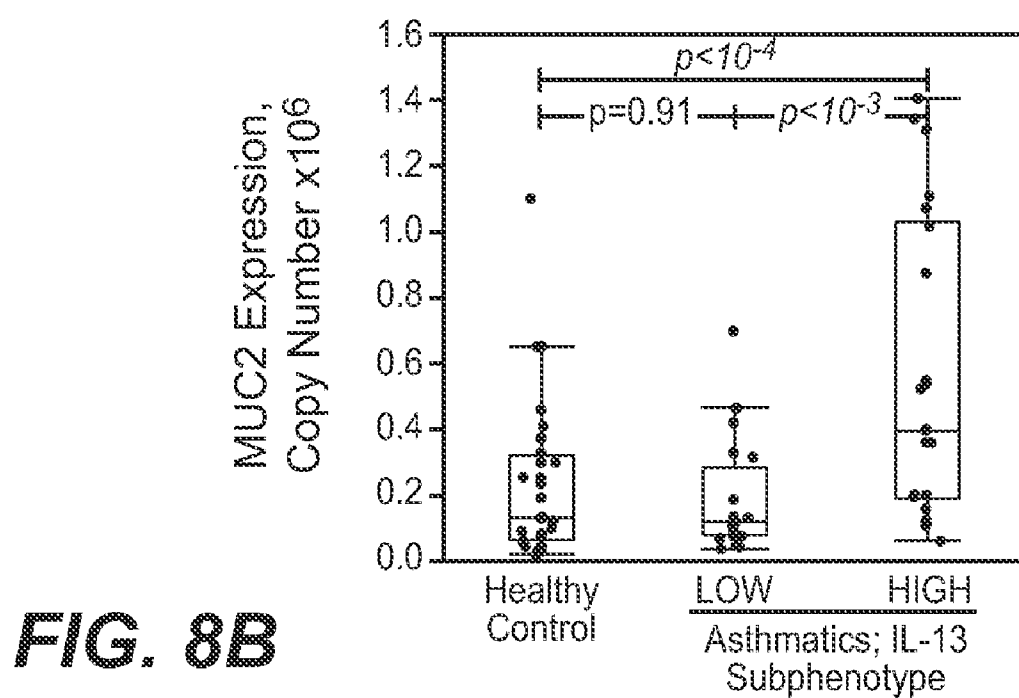 MUC2 Expression,
Copy Number x10⁶
1.6
1.4
1.2
1.0
0.8
0.6
0.4
0.2
0.0
p<10⁻⁴
p=0.91
p<10⁻³
Healthy
Control
LOW
HIGH
Asthmatics; IL-13
Subphenotype
FIG. 8B